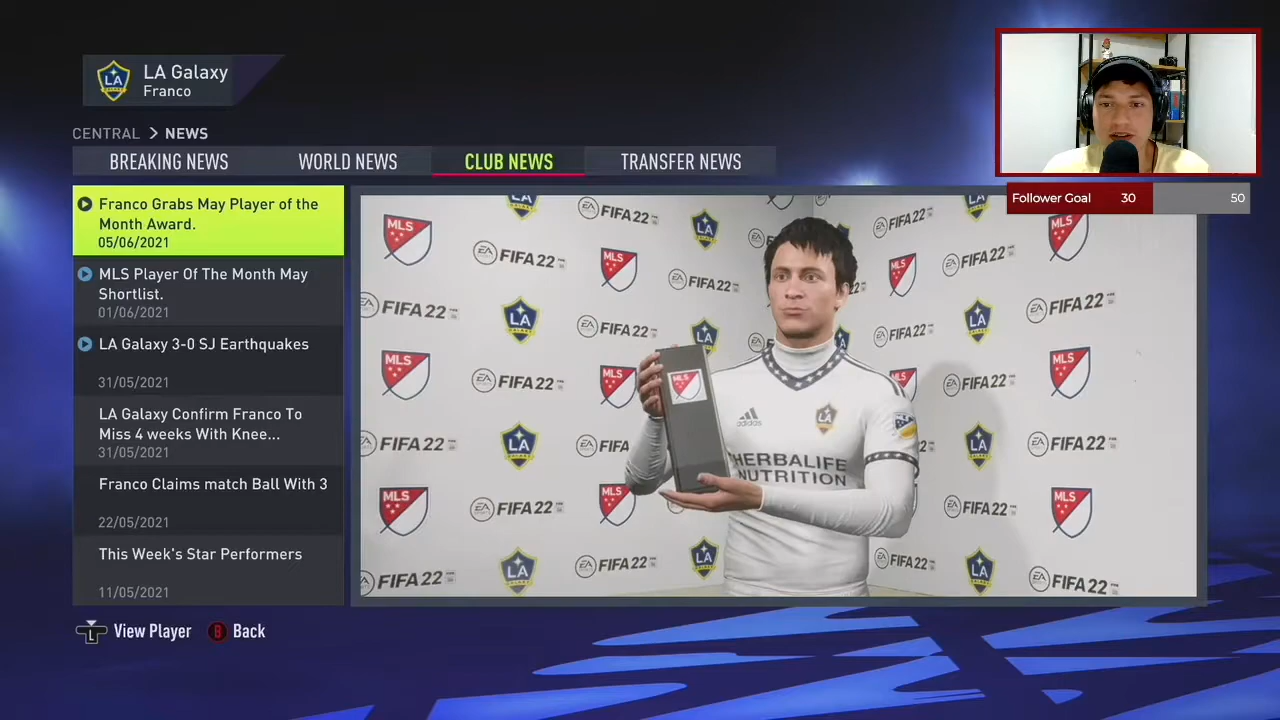 LA Galaxy
Franco
CENTRAL > NEWS
BREAKING NEWS
WORLD NEWS
CLUB NEWS
TRANSFER NEWS
Follower Goal 30 50
Franco Grabs May Player of the
Month Award.
05/06/2021
MLS Player Of The Month May
Shortlist.
01/06/2021
LA Galaxy 3-0 SJ Earthquakes
31/05/2021
LA Galaxy Confirm Franco To
Miss 4 weeks With Knee...
31/05/2021
Franco Claims match Ball With 3
22/05/2021
This Week's Star Performers
11/05/2021
MLS
EA SPORTS FIFA 22
LA GALAXY
adidas
HERBALIFE
NUTRITION
L View Player
B Back